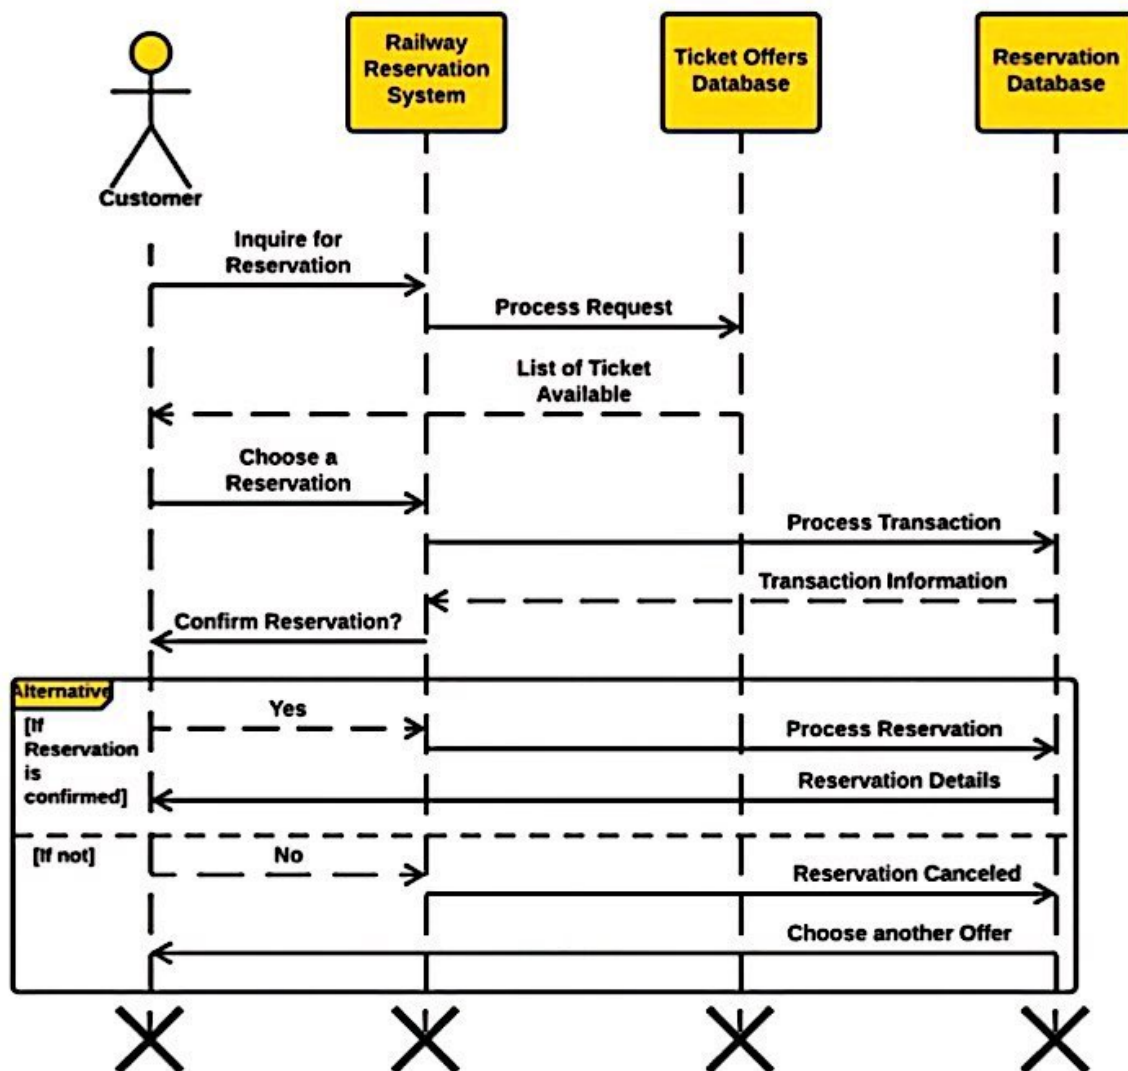 Railway
Reservation
System
Ticket Offers
Database
Reservation
Database
Customer
Inquire for
Reservation
Process Request
List of Ticket
Available
Choose a
Reservation
Process Transaction
Transaction Information
Confirm Reservation?
Alternative
[If
Reservation
is
confirmed]
Yes
Process Reservation
Reservation Details
[If not]
No
Reservation Canceled
Choose another Offer